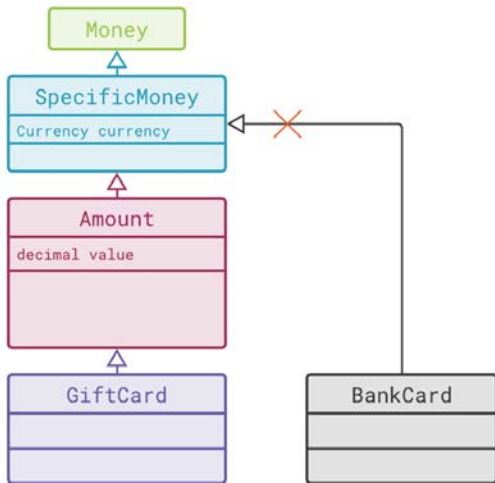 Money
SpecificMoney
Currency currency
Amount
decimal value
GiftCard
BankCard